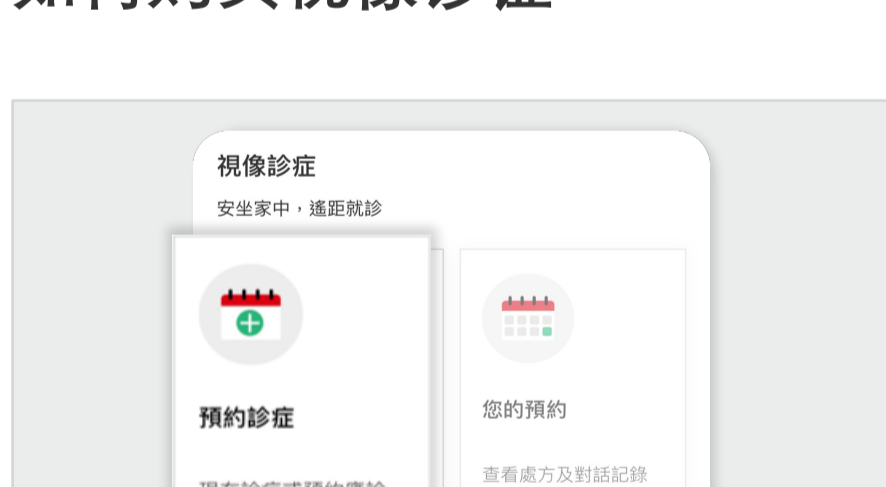 視像診症
安坐家中，遙距就診
預約診症
您的預約
查看處方及對話記錄